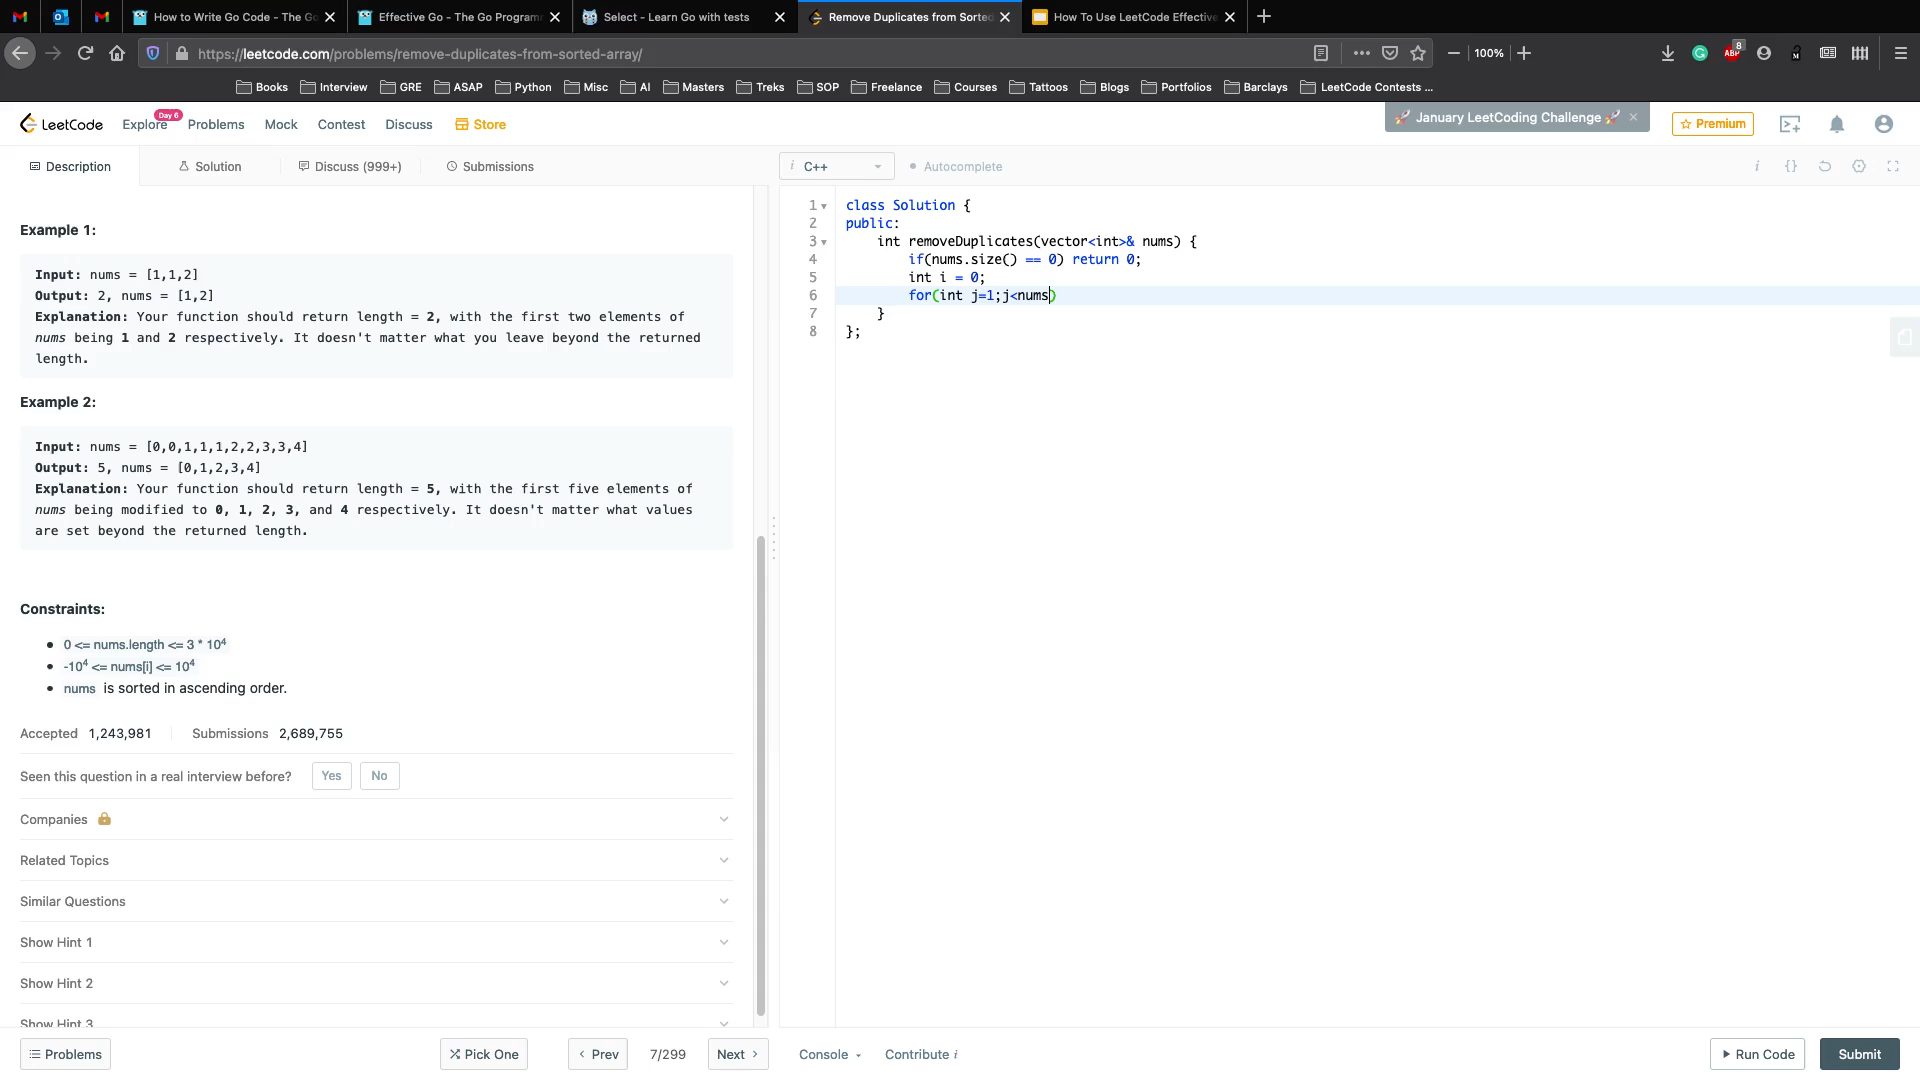 How to Write Go Code - The Go
Effective Go - The Go Programm
Select - Learn Go with tests
Remove Duplicates from Sorted
How To Use LeetCode Effective
https://leetcode.com/problems/remove-duplicates-from-sorted-array/
100%
ABP
8
Books
Interview
GRE
ASAP
Python
Misc
AI
Masters
Treks
SOP
Freelance
Courses
Tattoos
Blogs
Portfolios
Barclays
LeetCode Contests ...
LeetCode
Explore
Day 6
Problems
Mock
Contest
Discuss
Store
🚀 January LeetCoding Challenge 🚀
Premium
Description
Solution
Discuss (999+)
Submissions
i C++
Autocomplete
Example 1:
Input: nums = [1,1,2]
Output: 2, nums = [1,2]
Explanation: Your function should return length = 2, with the first two elements of
nums being 1 and 2 respectively. It doesn't matter what you leave beyond the returned
length.
Example 2:
Input: nums = [0,0,1,1,1,2,2,3,3,4]
Output: 5, nums = [0,1,2,3,4]
Explanation: Your function should return length = 5, with the first five elements of
nums being modified to 0, 1, 2, 3, and 4 respectively. It doesn't matter what values
are set beyond the returned length.
Constraints:
0 <= nums.length <= 3 * 10⁴
-10⁴ <= nums[i] <= 10⁴
nums is sorted in ascending order.
Accepted 1,243,981
Submissions 2,689,755
Seen this question in a real interview before? Yes No
Companies
Related Topics
Similar Questions
Show Hint 1
Show Hint 2
Show Hint 3
1 class Solution {
2 public:
3 int removeDuplicates(vector<int>& nums) {
4 if(nums.size() == 0) return 0;
5 int i = 0;
6 for(int j=1;j<nums)
7 }
8 };
Problems
Pick One
Prev
7/299
Next
Console
Contribute i
Run Code
Submit